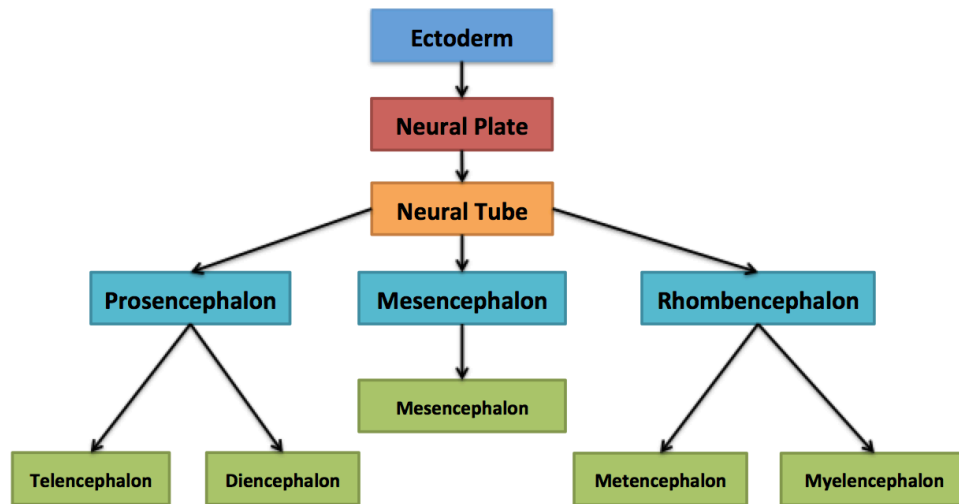 Ectoderm
Neural Plate
Neural Tube
Prosencephalon
Mesencephalon
Rhombencephalon
Mesencephalon
Telencephalon
Diencephalon
Metencephalon
Myelencephalon